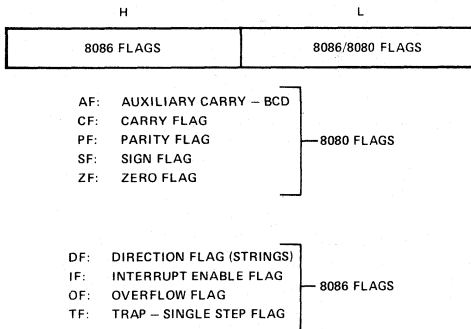 H L
8086 FLAGS 8086/8080 FLAGS
AF: AUXILIARY CARRY – BCD
CF: CARRY FLAG
PF: PARITY FLAG
SF: SIGN FLAG
ZF: ZERO FLAG
8080 FLAGS
DF: DIRECTION FLAG (STRINGS)
IF: INTERRUPT ENABLE FLAG
OF: OVERFLOW FLAG
TF: TRAP – SINGLE STEP FLAG
8086 FLAGS